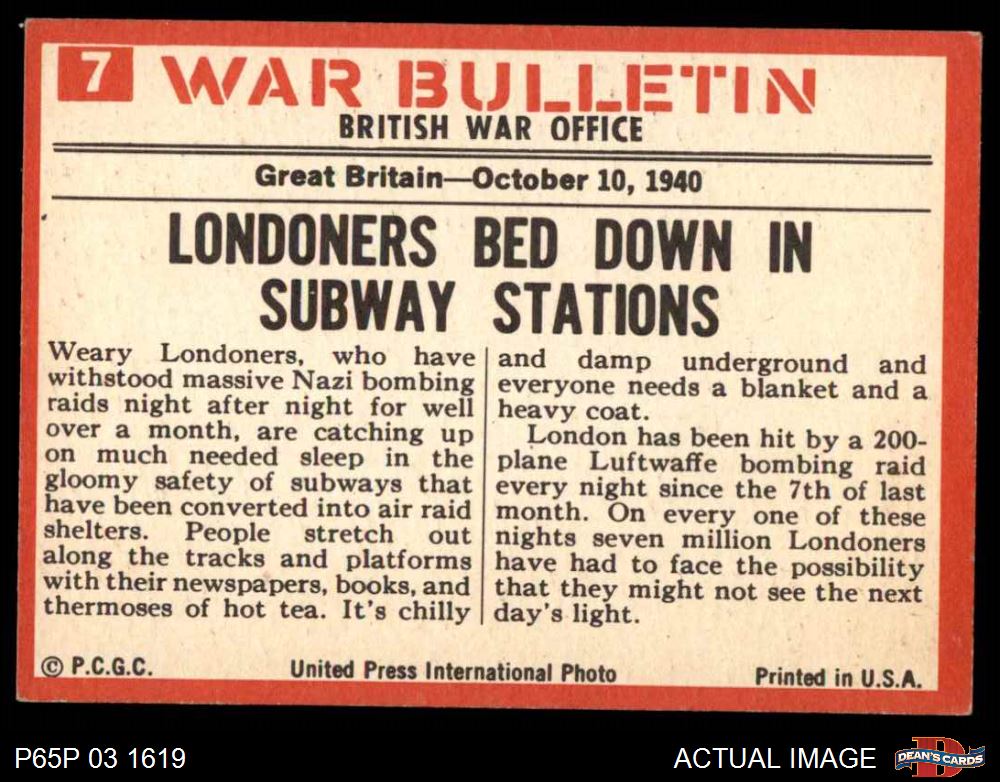 7
WAR BULLETIN
BRITISH WAR OFFICE
Great Britain—October 10, 1940
LONDONERS BED DOWN IN
SUBWAY STATIONS
Weary Londoners, who have
withstood massive Nazi bombing
raids night after night for well
over a month, are catching up
on much needed sleep in the
gloomy safety of subways that
have been converted into air raid
shelters. People stretch out
along the tracks and platforms
with their newspapers, books, and
thermoses of hot tea. It's chilly
and damp underground and
everyone needs a blanket and a
heavy coat.
London has been hit by a 200-
plane Luftwaffe bombing raid
every night since the 7th of last
month. On every one of these
nights seven million Londoners
have had to face the possibility
that they might not see the next
day's light.
© P.C.G.C.
United Press International Photo
Printed in U.S.A.
P65P 03 1619
ACTUAL IMAGE
D
DEAN'S CARDS